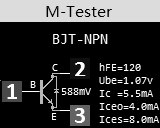 M-Tester
BJT-NPN
C 2 hFE=120
Ube=1.07v
1 B 588mV Ic =5.5mA
Iceo=4.0mA
E 3 Ices=8.0mA